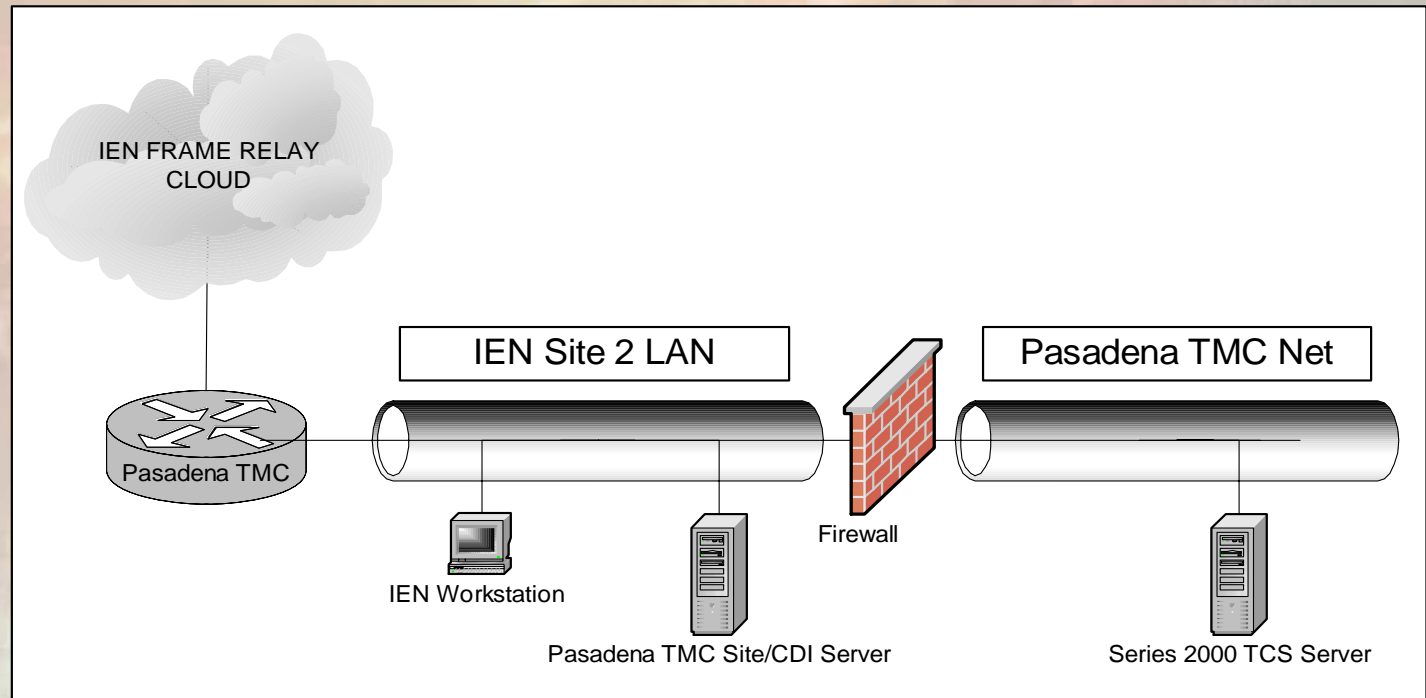 IEN FRAME RELAY
CLOUD
IEN Site 2 LAN
Pasadena TMC Net
Pasadena TMC
Firewall
IEN Workstation
Pasadena TMC Site/CDI Server
Series 2000 TCS Server